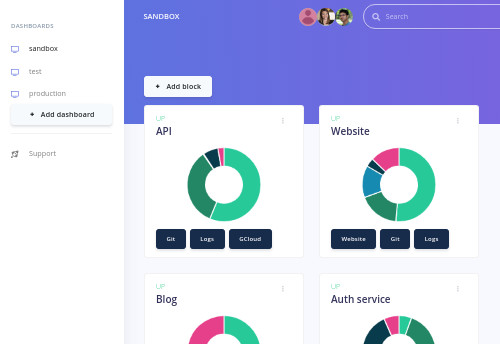 DASHBOARDS
sandbox
test
production
+ Add dashboard
Support
SANDBOX
Search
+ Add block
UP
API
Git
Logs
GCloud
UP
Website
Website
Git
Logs
UP
Blog
UP
Auth service